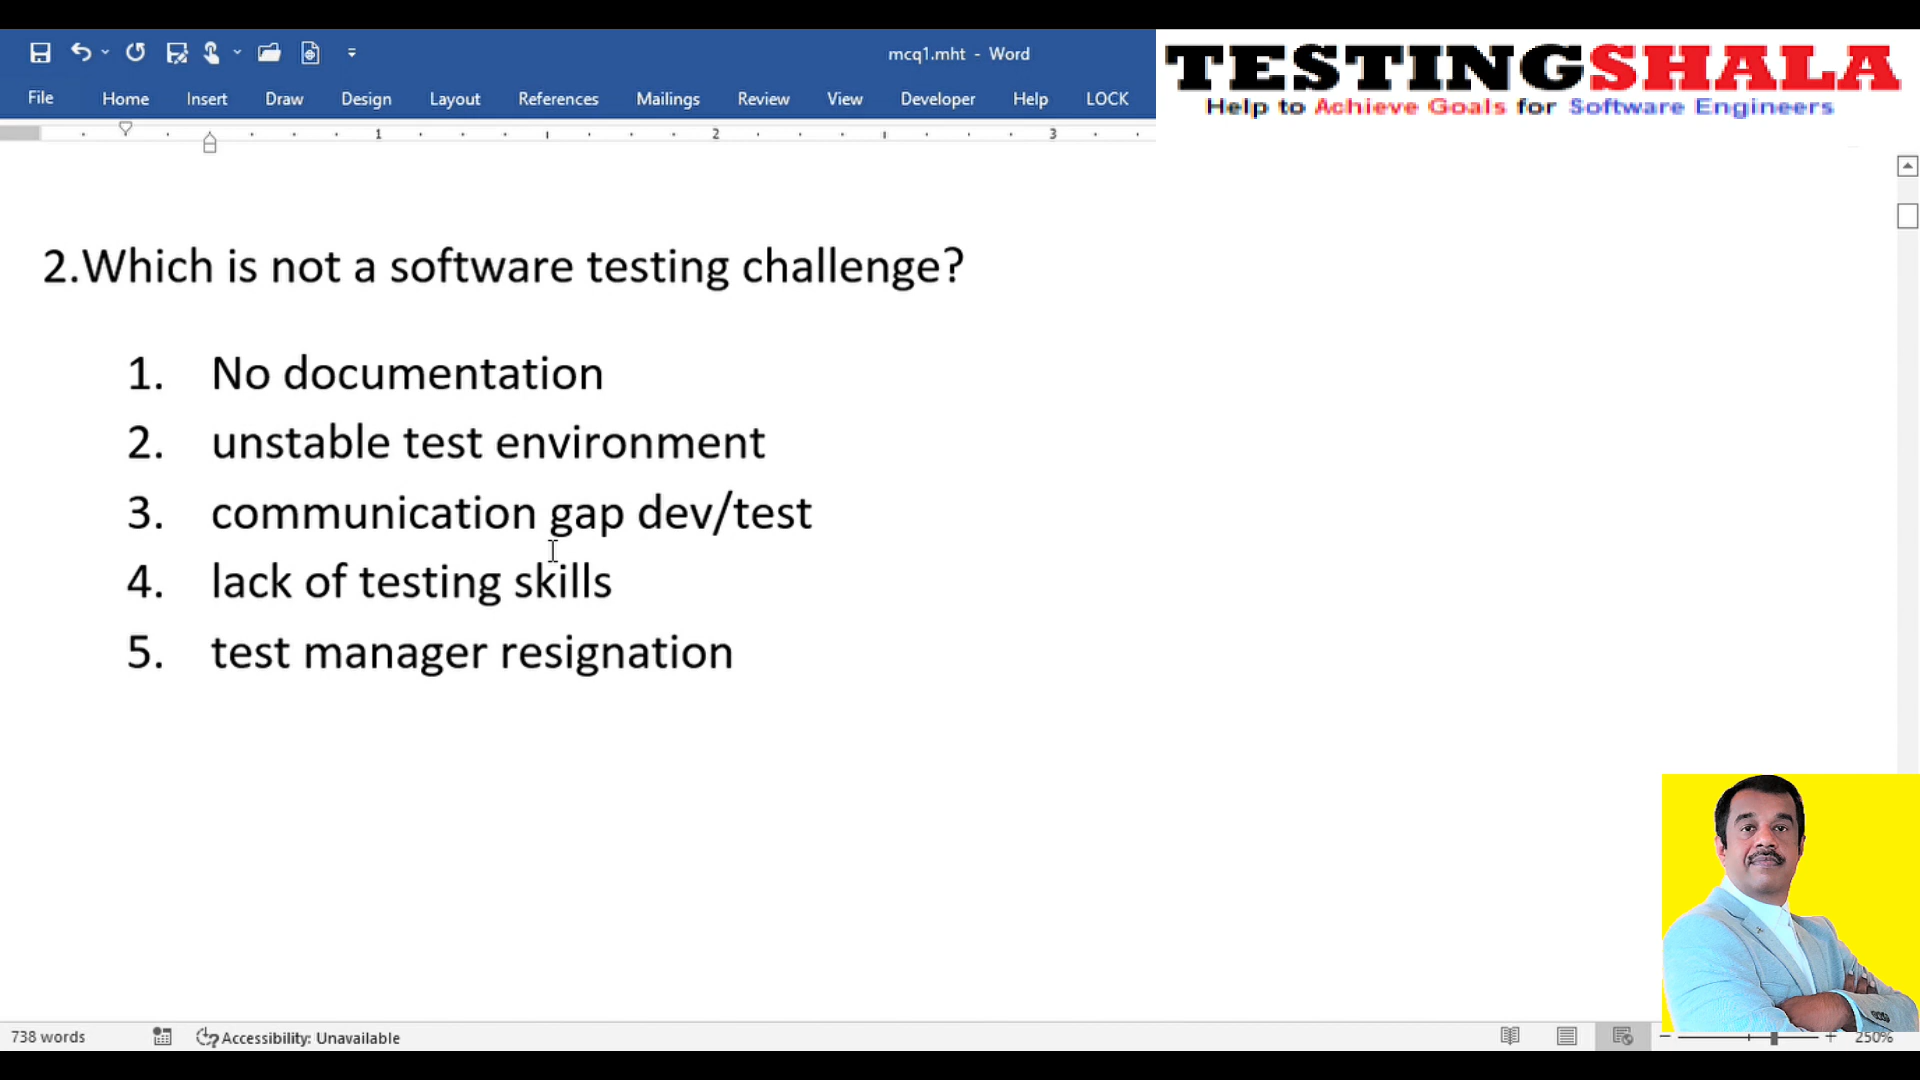 mcq1.mht - Word
TESTINGSHALA
Help to Achieve Goals for Software Engineers
File Home Insert Draw Design Layout References Mailings Review View Developer Help LOCK
1 2 3
2.Which is not a software testing challenge?
1. No documentation
2. unstable test environment
3. communication gap dev/test
4. lack of testing skills
5. test manager resignation
738 words Accessibility: Unavailable 250%